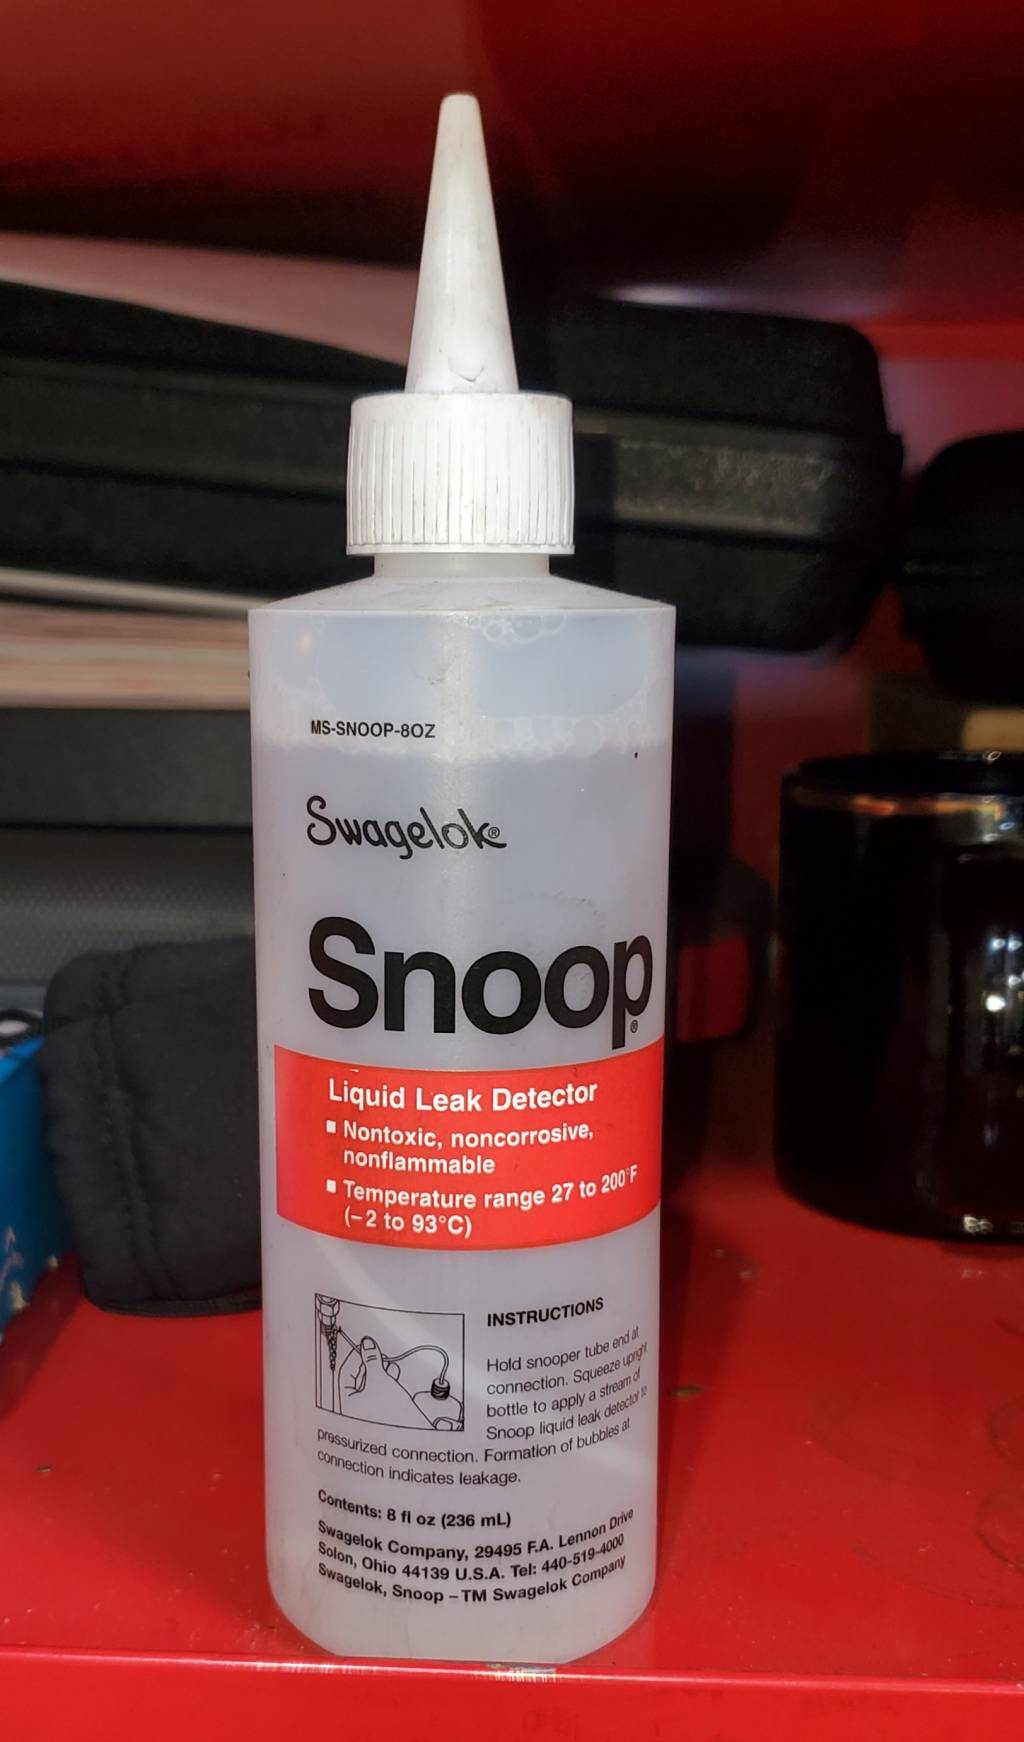 MS-SNOOP-8OZ
Swagelok®
Snoop®
Liquid Leak Detector
▪ Nontoxic, noncorrosive,
nonflammable
▪ Temperature range 27 to 200°F
(–2 to 93°C)
INSTRUCTIONS
Hold snooper tube end at
connection. Squeeze upright
bottle to apply a stream of
Snoop liquid leak detector to
pressurized connection. Formation of bubbles at
connection indicates leakage.
Contents: 8 fl oz (236 mL)
Swagelok Company, 29495 F.A. Lennon Drive
Solon, Ohio 44139 U.S.A. Tel: 440-519-4000
Swagelok, Snoop – TM Swagelok Company